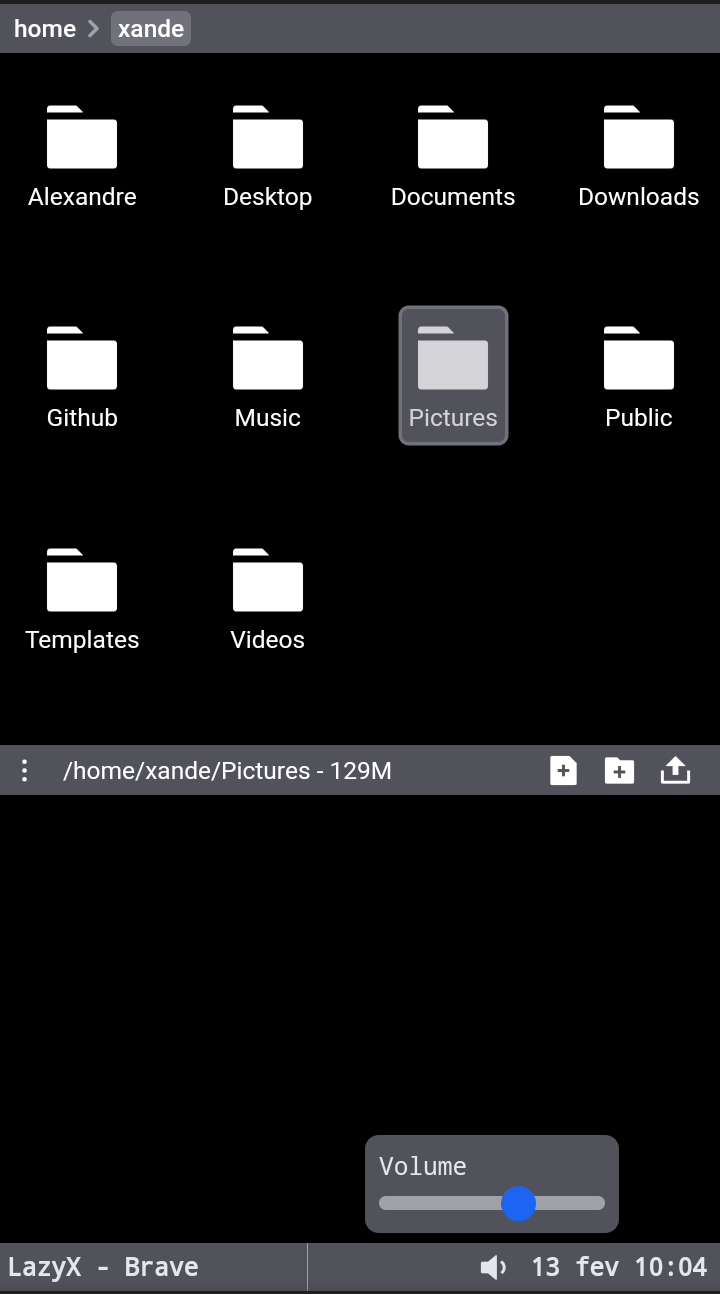 home xande
Alexandre Desktop Documents Downloads
Github Music Pictures Public
Templates Videos
/home/xande/Pictures - 129M
Volume
LazyX - Brave 13 fev 10:04